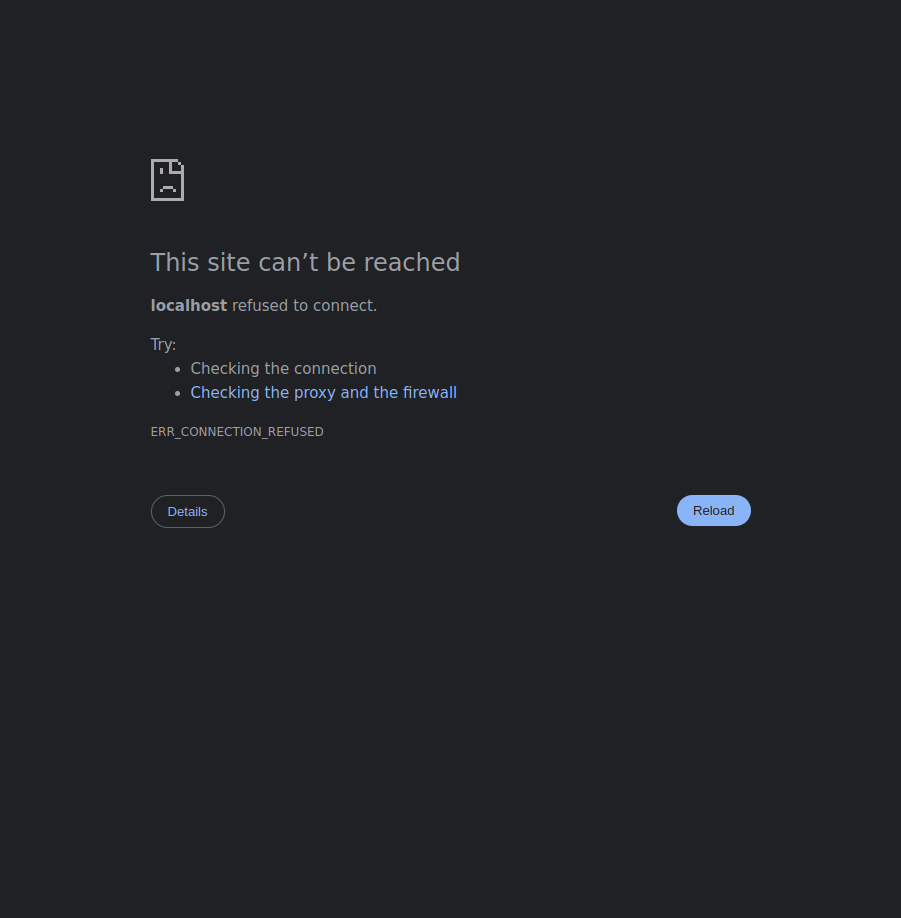 This site can’t be reached
localhost refused to connect.
Try:
Checking the connection
Checking the proxy and the firewall
ERR_CONNECTION_REFUSED
Details
Reload